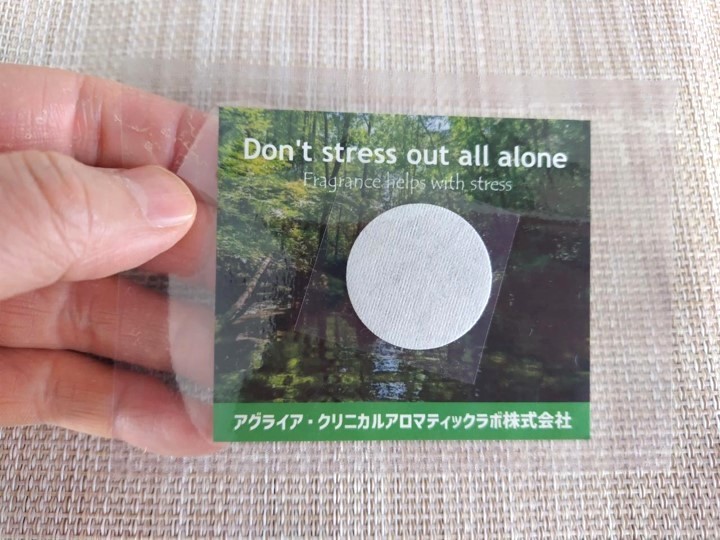 Don't stress out all alone
Fragrance helps with stress
アグライア・クリニカルアロマティックラボ株式会社